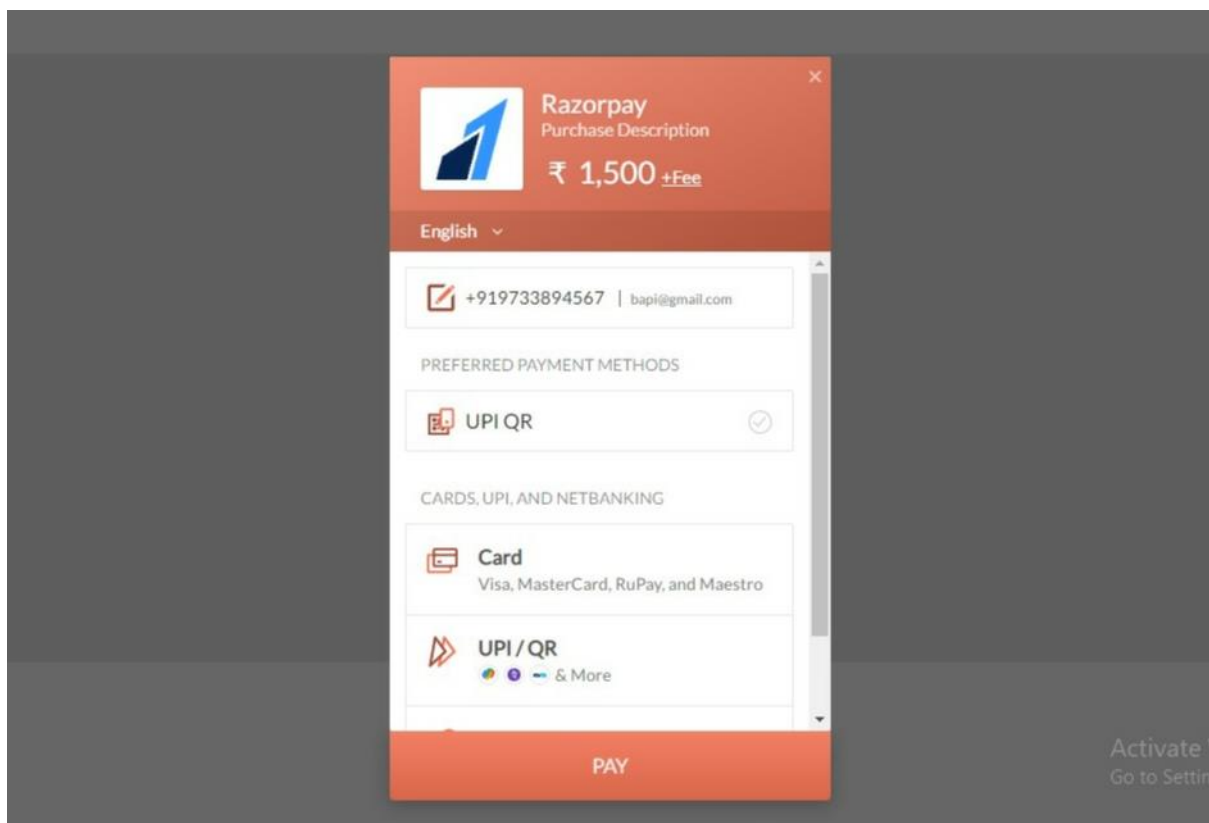 Razorpay
Purchase Description
₹ 1,500 +Fee
English
+919733894567 | bapi@gmail.com
PREFERRED PAYMENT METHODS
UPI QR
CARDS, UPI, AND NETBANKING
Card
Visa, MasterCard, RuPay, and Maestro
UPI / QR
& More
PAY
Activate
Go to Settin